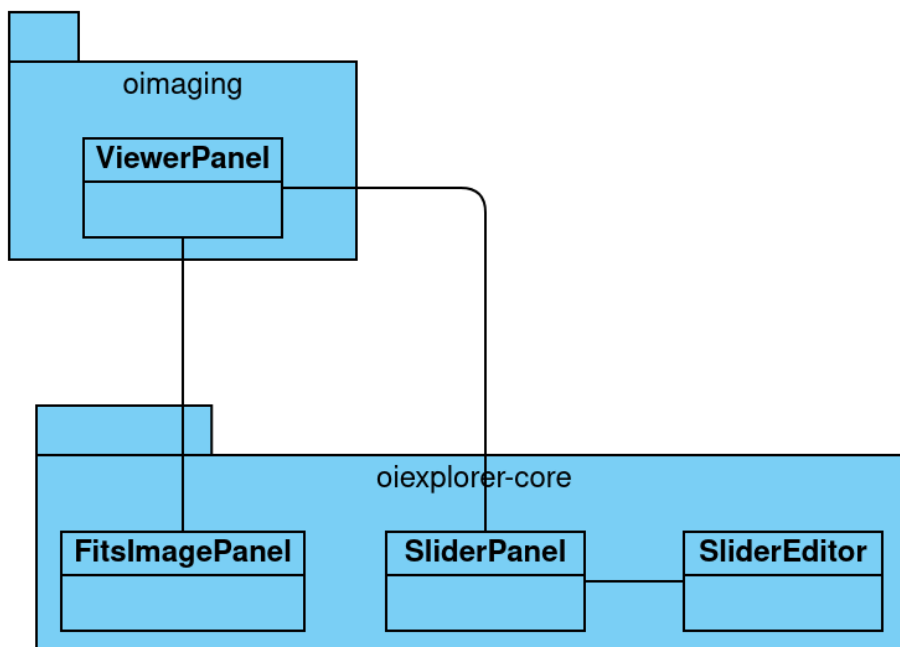 oimaging
ViewerPanel
oiexplorer-core
FitsImagePanel
SliderPanel
SliderEditor